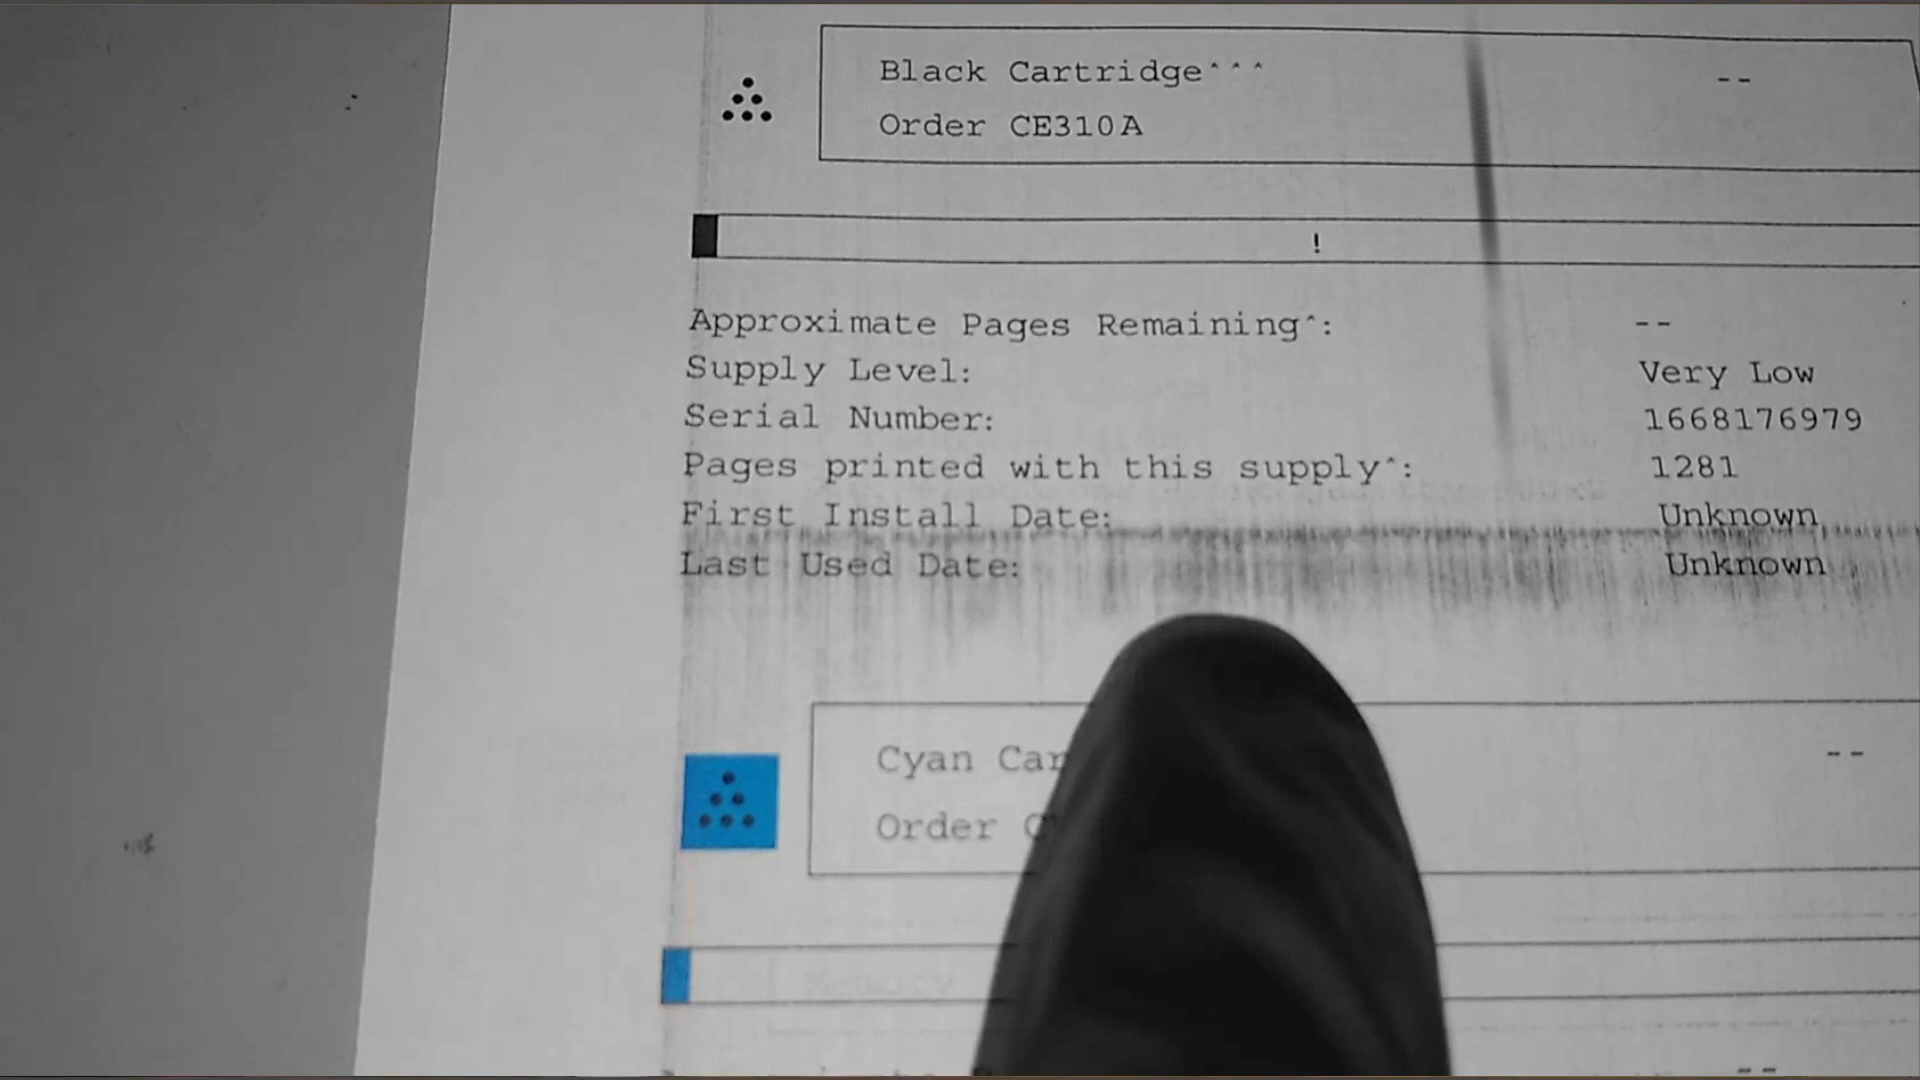 Black Cartridge^^^ --
Order CE310A
!
Approximate Pages Remaining^: --
Supply Level: Very Low
Serial Number: 1668176979
Pages printed with this supply^: 1281
First Install Date: Unknown
Last Used Date: Unknown
Cyan --
Order
--